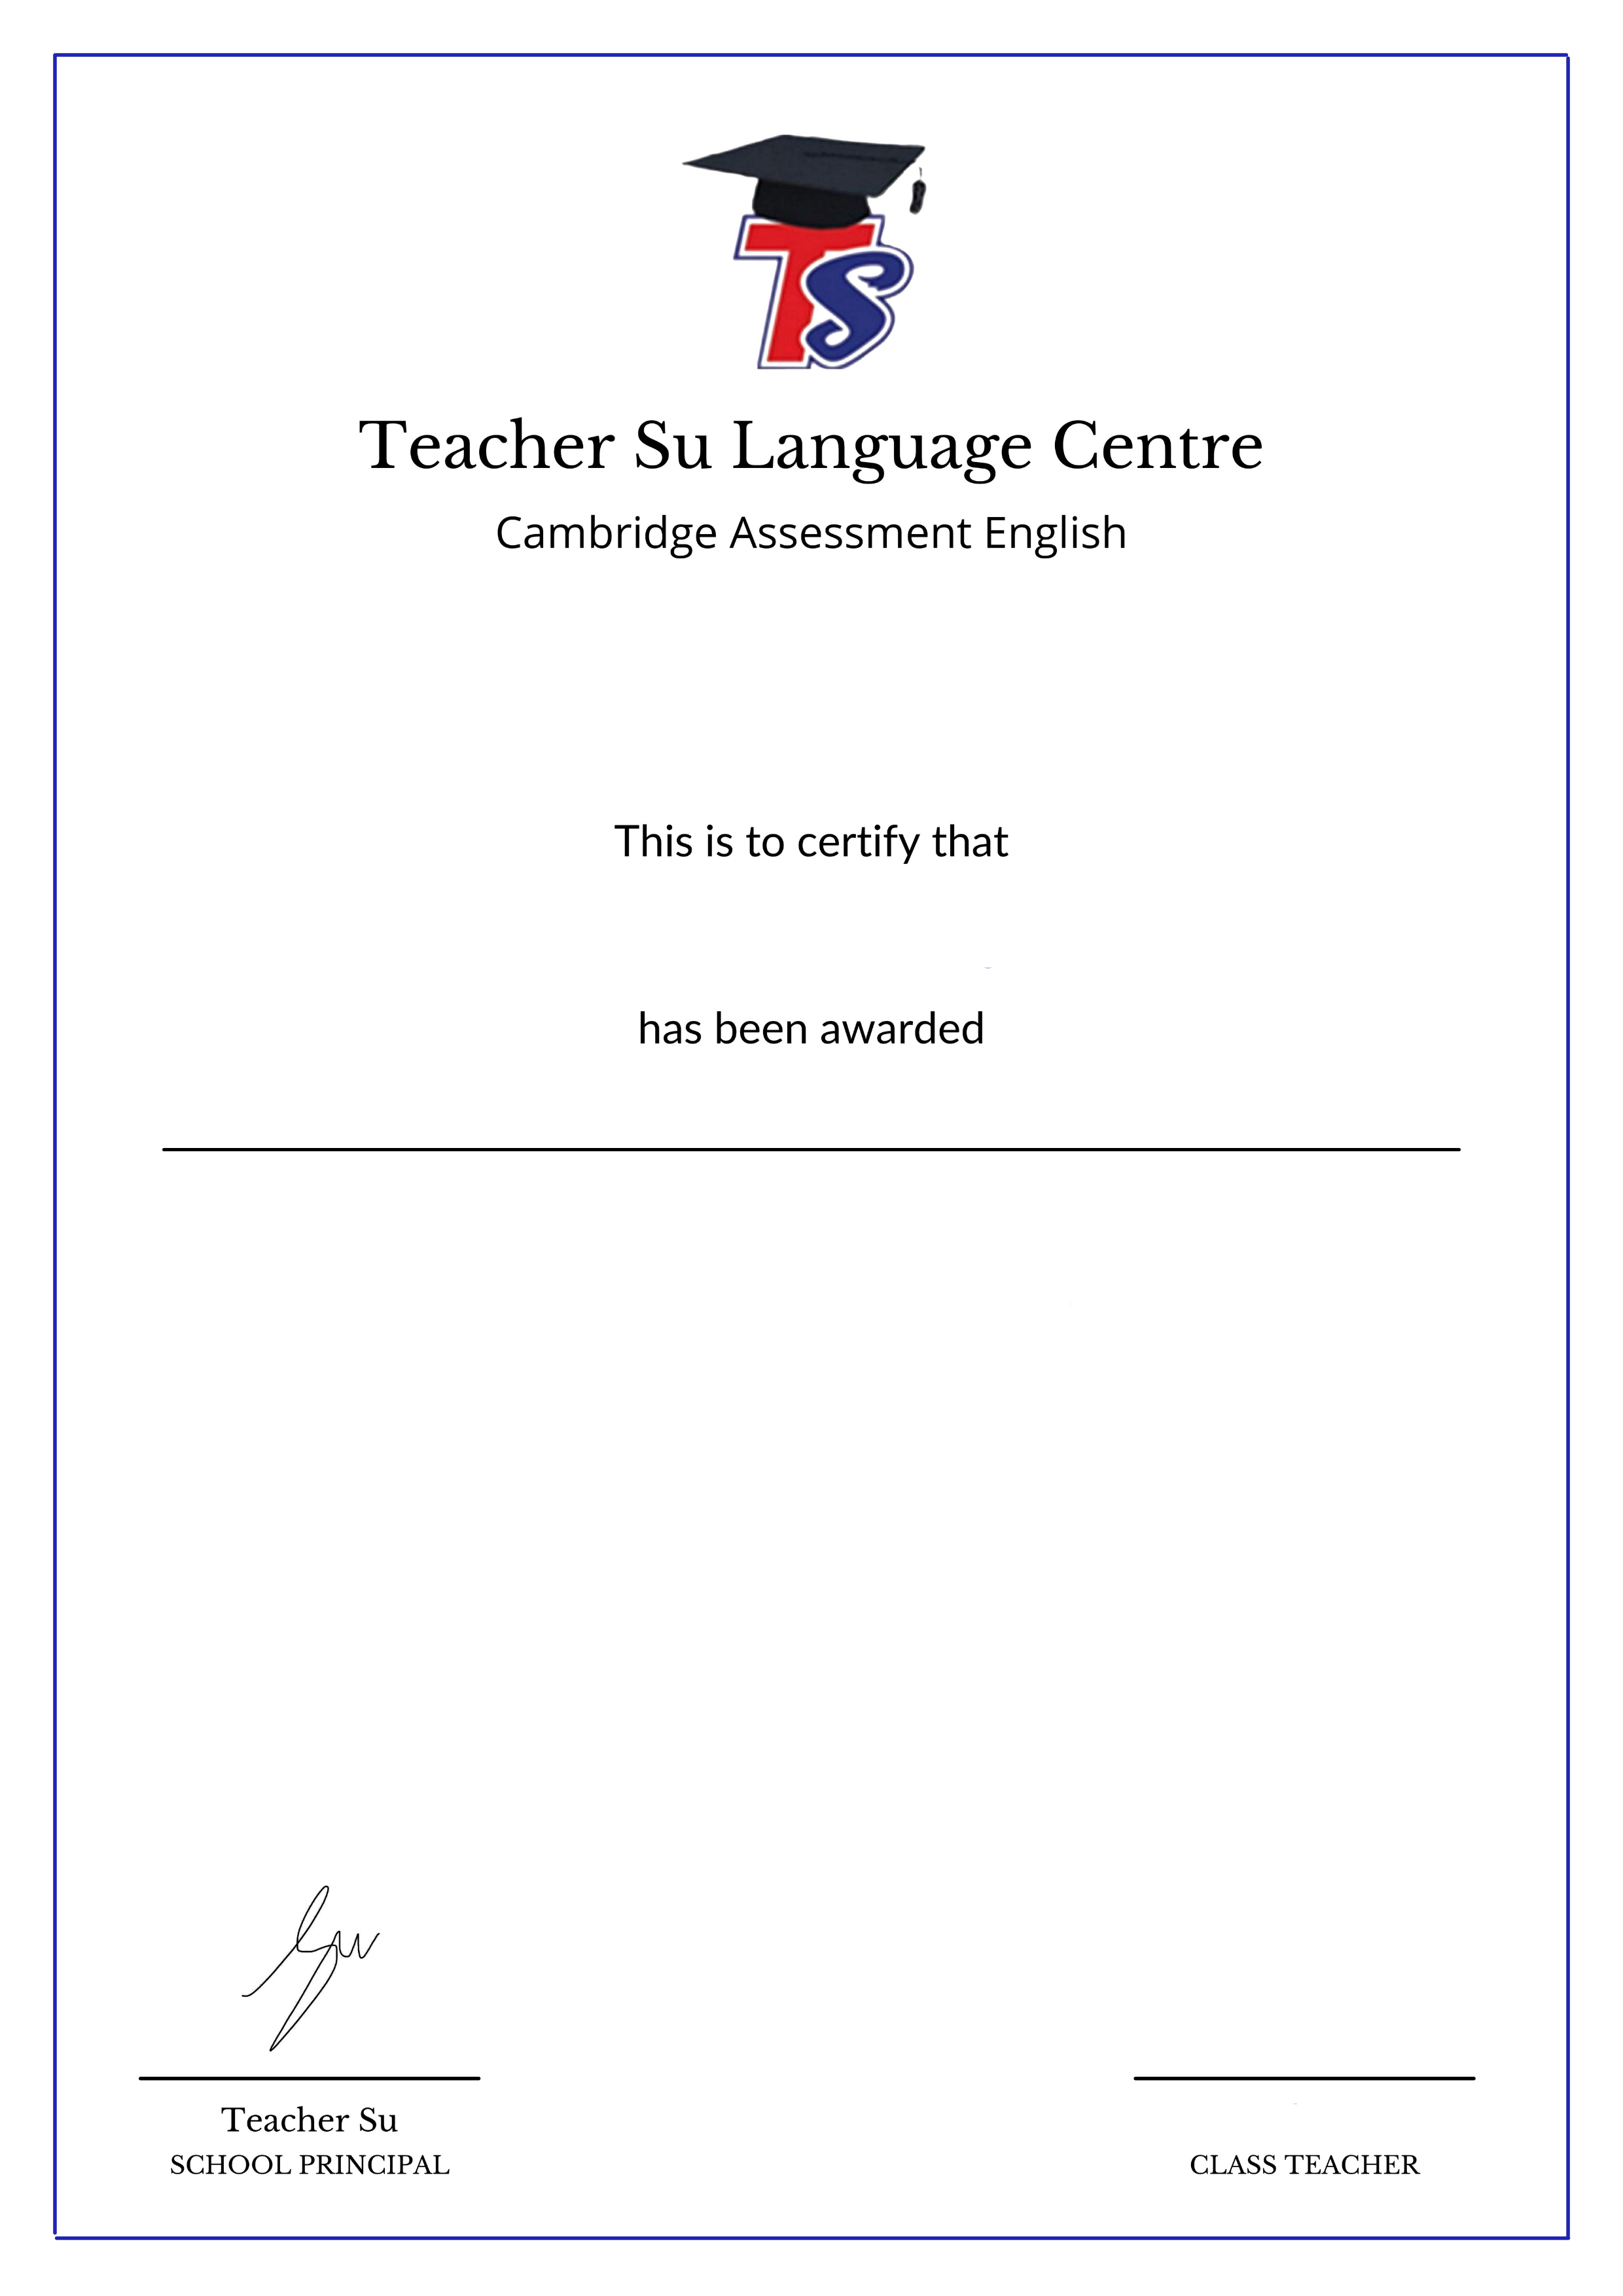 TS
Teacher Su Language Centre
Cambridge Assessment English
This is to certify that
has been awarded
Su
Teacher Su
SCHOOL PRINCIPAL
CLASS TEACHER